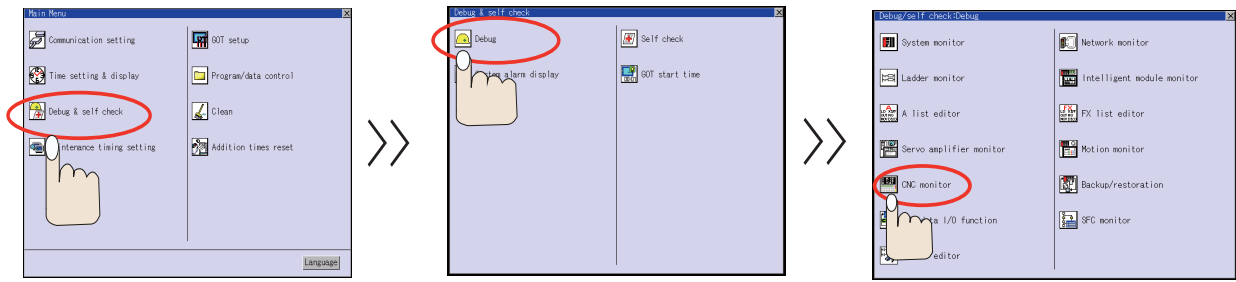 Main Menu
Communication setting
GOT setup
Time setting & display
Program/data control
Debug & self check
Clean
ntenance timing setting
Addition times reset
Language
Debug & self check
Debug
Self check
tem alarm display
GOT start time
Debug/self check:Debug
System monitor
Network monitor
Ladder monitor
Intelligent module monitor
A list editor
FX list editor
Servo amplifier monitor
Motion monitor
CNC monitor
Backup/restoration
ta I/O function
SFC monitor
editor